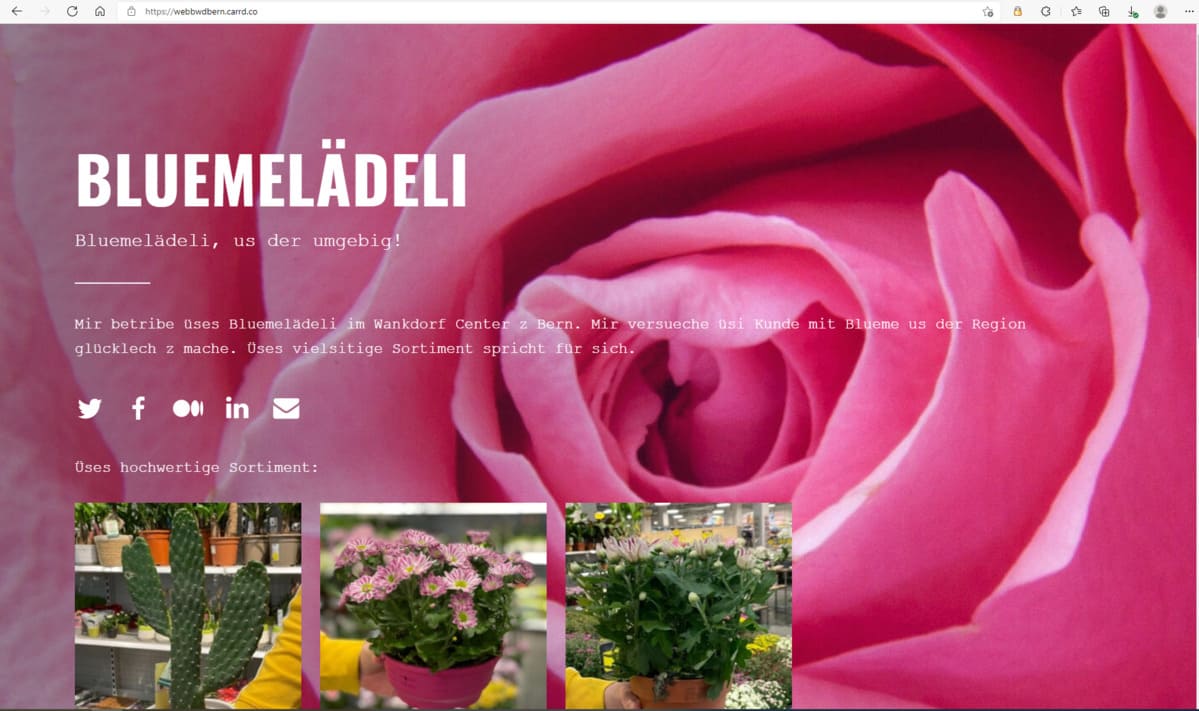 https://webbwdbern.carrd.co
BLUEMELÄDELI
Bluemelädeli, us der umgebig!
Mir betribe üses Bluemelädeli im Wankdorf Center z Bern. Mir versueche üsi Kunde mit Blueme us der Region
glücklech z mache. Üses vielsitige Sortiment spricht für sich.
Üses hochwertige Sortiment: